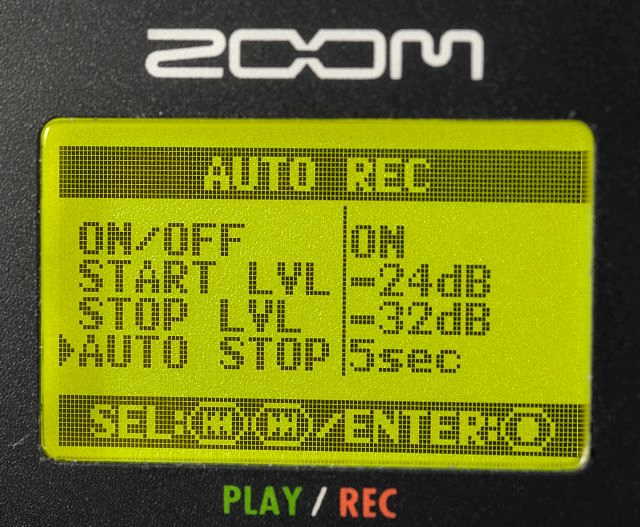 ZOOM
AUTO REC
ON/OFF ON
START LVL -24dB
STOP LVL -32dB
AUTO STOP 5sec
SEL:/ENTER:
PLAY / REC